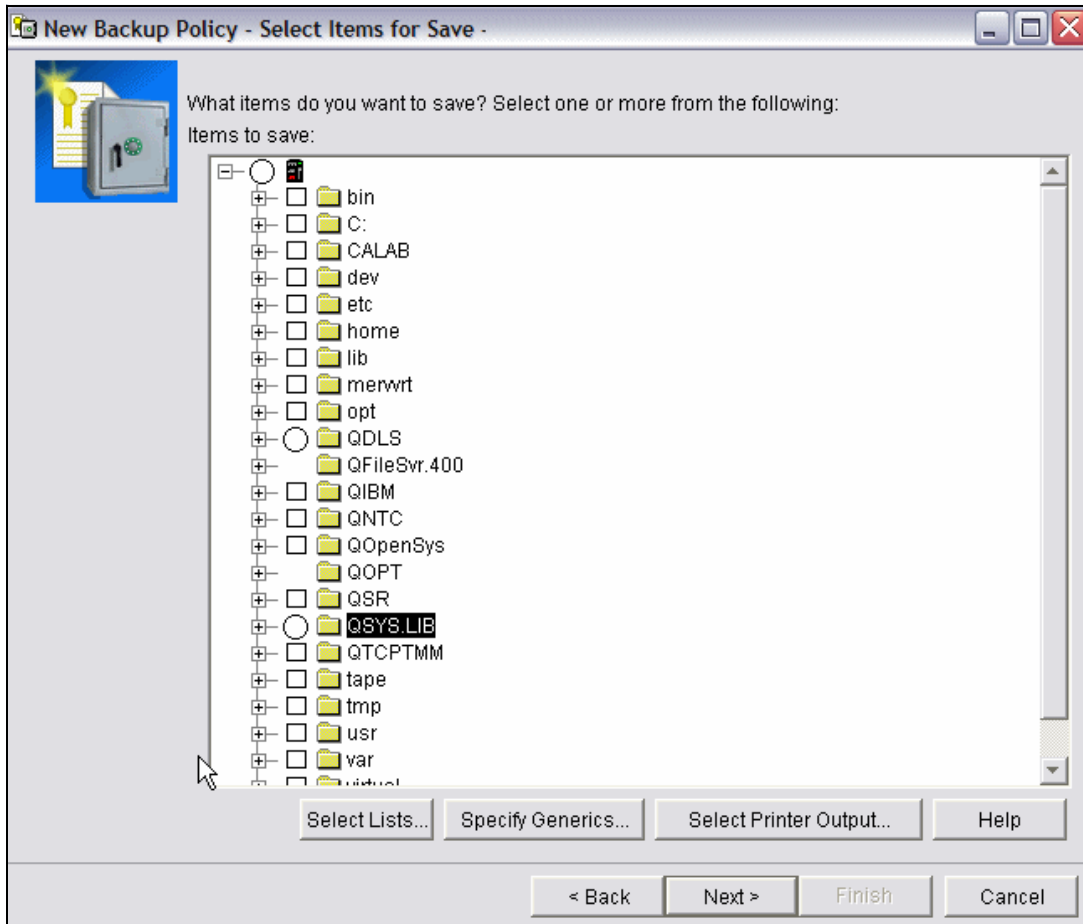 New Backup Policy - Select Items for Save -
What items do you want to save? Select one or more from the following:
Items to save:
bin
C:
CALAB
dev
etc
home
lib
merwrt
opt
QDLS
QFileSvr.400
QIBM
QNTC
QOpenSys
QOPT
QSR
QSYS.LIB
QTCPTMM
tape
tmp
usr
var
virtual
Select Lists... Specify Generics... Select Printer Output... Help
< Back Next > Finish Cancel